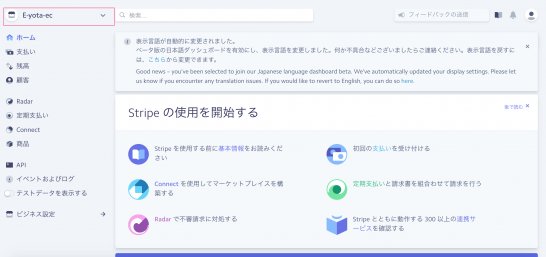 E-yota-ec
検索...
フィードバックの送信
ホーム
支払い
残高
顧客
Radar
定期支払い
Connect
商品
API
イベントおよびログ
テストデータを表示する
ビジネス設定
表示言語が自動的に変更されました。
ベータ版の日本語ダッシュボードを有効にし、表示言語を変更しました。何か不具合などございましたらご連絡ください。表示言語を戻すに
は、こちらから変更できます。
Good news – you've been selected to join our Japanese language dashboard beta. We've automatically updated your display settings. Please let
us know if you encounter any translation issues. If you would like to revert to English, you can do so here.
Stripe の使用を開始する
後で読む
Stripe を使用する前に基本情報をお読みくだ
さい
初回の支払いを受け付ける
Connect を使用してマーケットプレイスを構
築する
定期支払いと請求書を組合わせて請求を行う
Radar で不審請求に対処する
Stripe とともに動作する 300 以上の連携サ
ービスを確認する